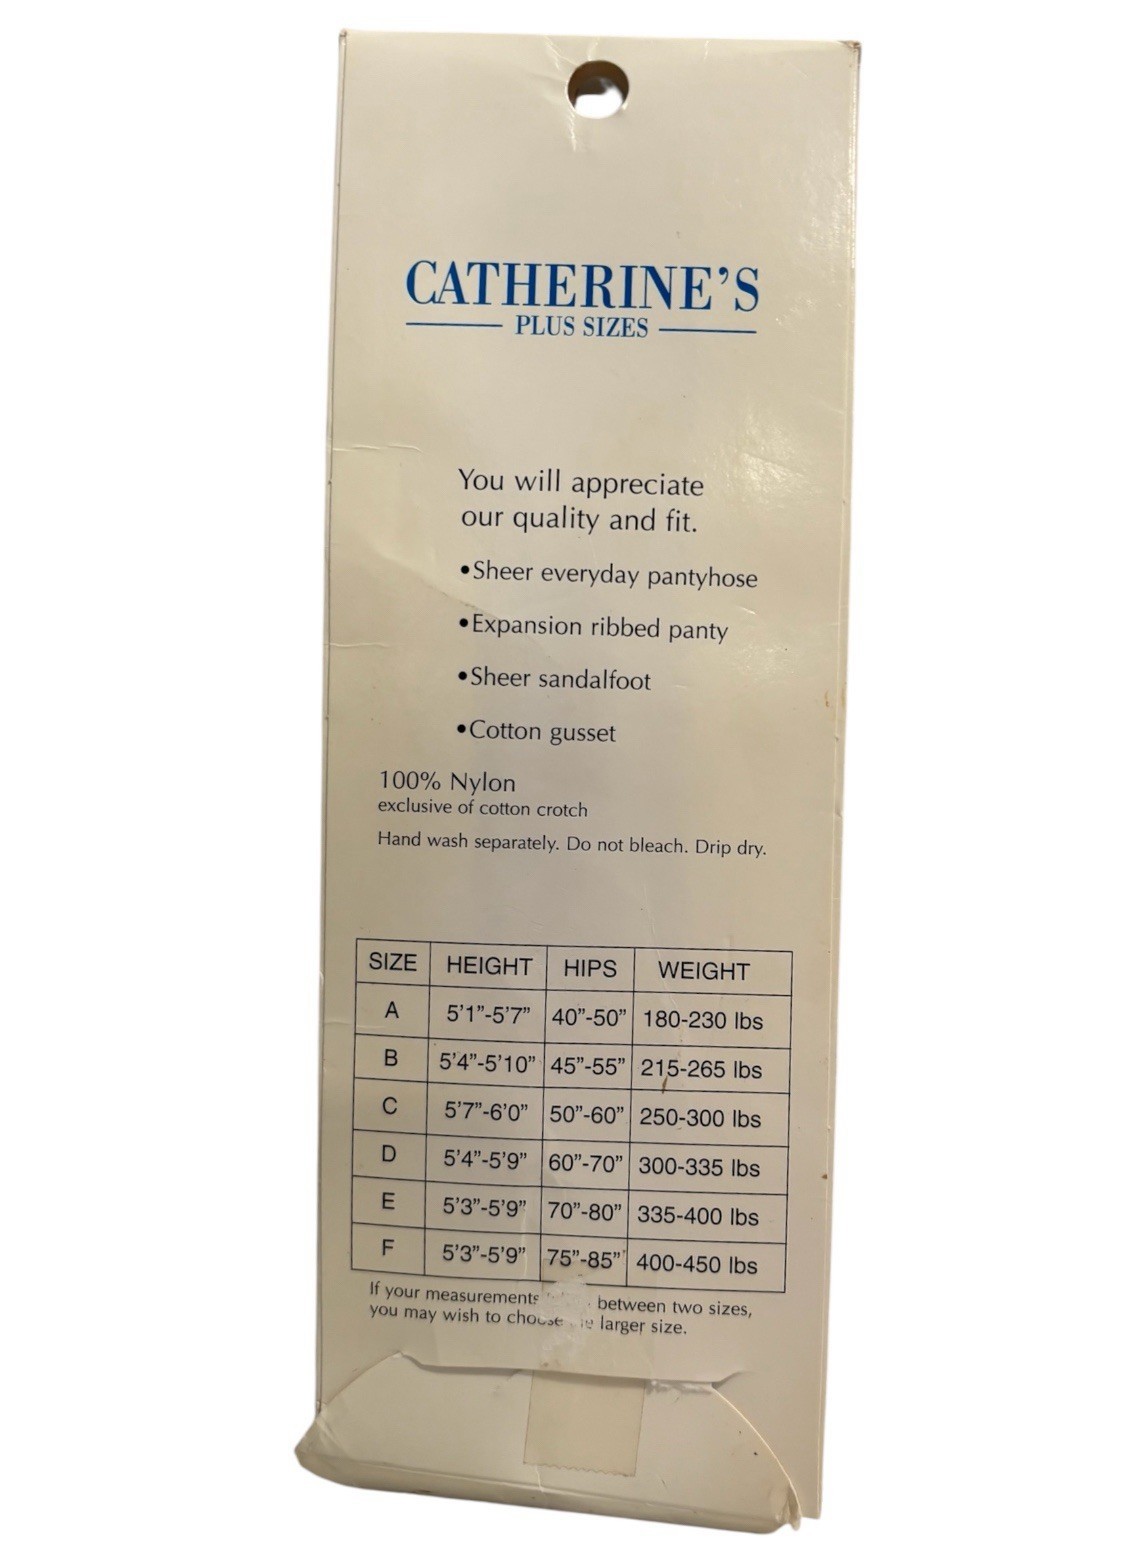 CATHERINE’S
PLUS SIZES
You will appreciate
our quality and fit.
•Sheer everyday pantyhose
•Expansion ribbed panty
•Sheer sandalfoot
•Cotton gusset
100% Nylon
exclusive of cotton crotch
Hand wash separately. Do not bleach. Drip dry.
SIZE HEIGHT HIPS WEIGHT
A 5’1”-5’7” 40”-50” 180-230 lbs
B 5’4”-5’10” 45”-55” 215-265 lbs
C 5’7”-6’0” 50”-60” 250-300 lbs
D 5’4”-5’9” 60”-70” 300-335 lbs
E 5’3”-5’9” 70”-80” 335-400 lbs
F 5’3”-5’9” 75”-85” 400-450 lbs
If your measurements between two sizes,
you may wish to choose larger size.